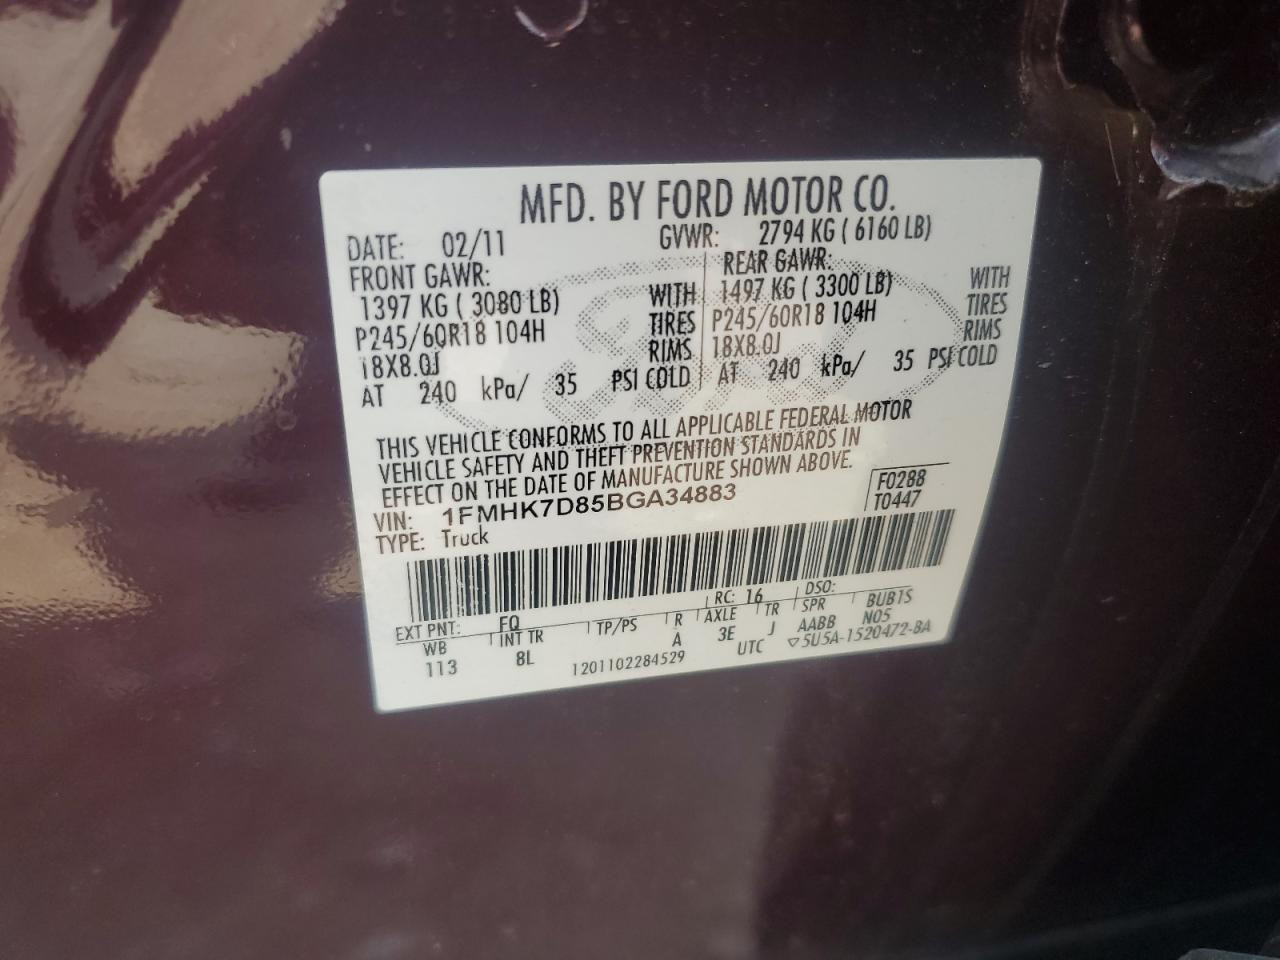 MFD. BY FORD MOTOR CO.
DATE: 02/11 GVWR: 2794 KG ( 6160 LB)
FRONT GAWR: REAR GAWR:
1397 KG ( 3080 LB) WITH 1497 KG ( 3300 LB) WITH
P245/60R18 104H TIRES P245/60R18 104H TIRES
18X8.0J RIMS 18X8.0J RIMS
AT 240 kPa/ 35 PSI COLD AT 240 kPa/ 35 PSI COLD
THIS VEHICLE CONFORMS TO ALL APPLICABLE FEDERAL MOTOR
VEHICLE SAFETY AND THEFT PREVENTION STANDARDS IN
EFFECT ON THE DATE OF MANUFACTURE SHOWN ABOVE.
VIN: 1FMHK7D85BGA34883 F0288
TYPE: Truck T0447
EXT PNT: FQ RC: 16 DSO:
WB INT TR TP/PS R AXLE TR SPR BUB1S
113 8L A 3E J AABB N05
1201102284529 UTC ▽5U5A-1520472-BA